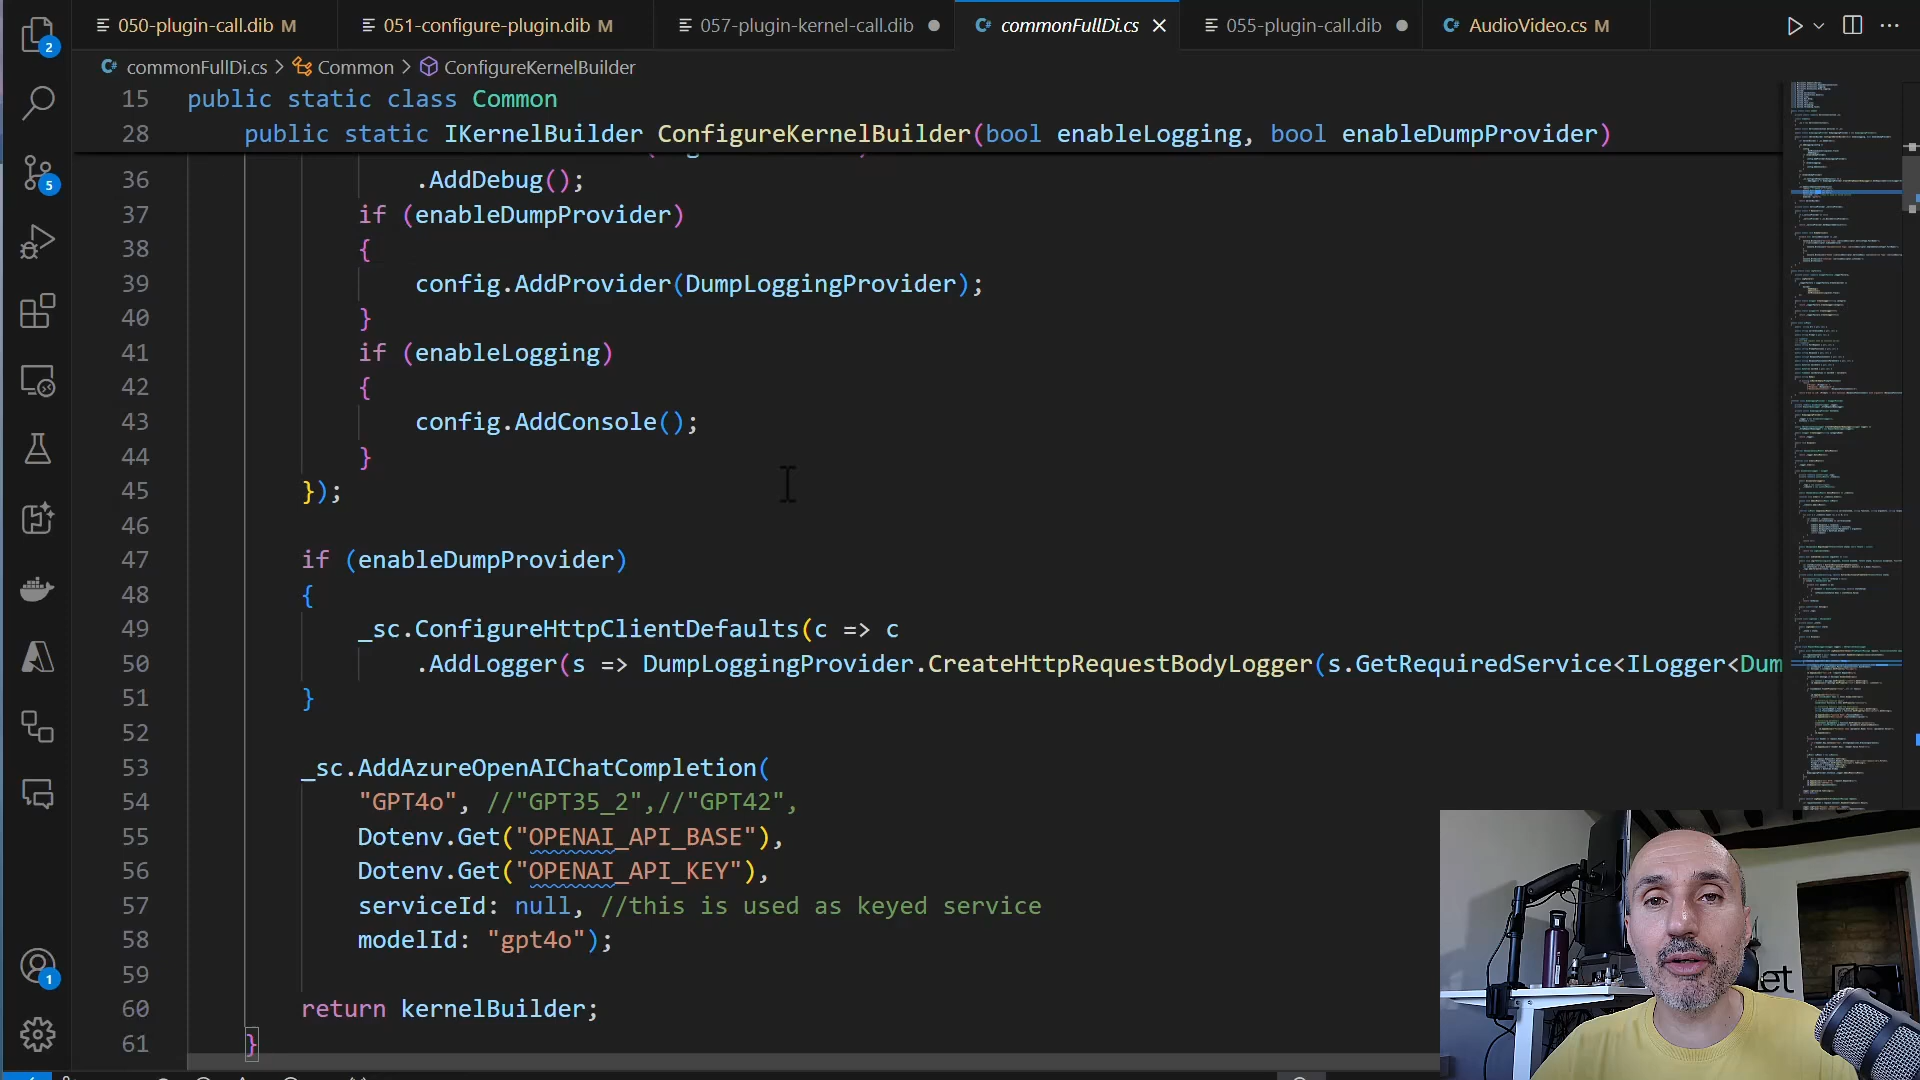 050-plugin-call.dib M
051-configure-plugin.dib M
057-plugin-kernel-call.dib
commonFullDi.cs
055-plugin-call.dib
AudioVideo.cs M
commonFullDi.cs > Common > ConfigureKernelBuilder
15 public static class Common
28 public static IKernelBuilder ConfigureKernelBuilder(bool enableLogging, bool enableDumpProvider)
36 .AddDebug();
37 if (enableDumpProvider)
38 {
39 config.AddProvider(DumpLoggingProvider);
40 }
41 if (enableLogging)
42 {
43 config.AddConsole();
44 }
45 });
46
47 if (enableDumpProvider)
48 {
49 _sc.ConfigureHttpClientDefaults(c => c
50 .AddLogger(s => DumpLoggingProvider.CreateHttpRequestBodyLogger(s.GetRequiredService<ILogger<Dum
51 }
52
53 _sc.AddAzureOpenAIChatCompletion(
54 "GPT4o", //"GPT35_2",//"GPT42",
55 Dotenv.Get("OPENAI_API_BASE"),
56 Dotenv.Get("OPENAI_API_KEY"),
57 serviceId: null, //this is used as keyed service
58 modelId: "gpt4o");
59
60 return kernelBuilder;
61 }
2
5
1
et